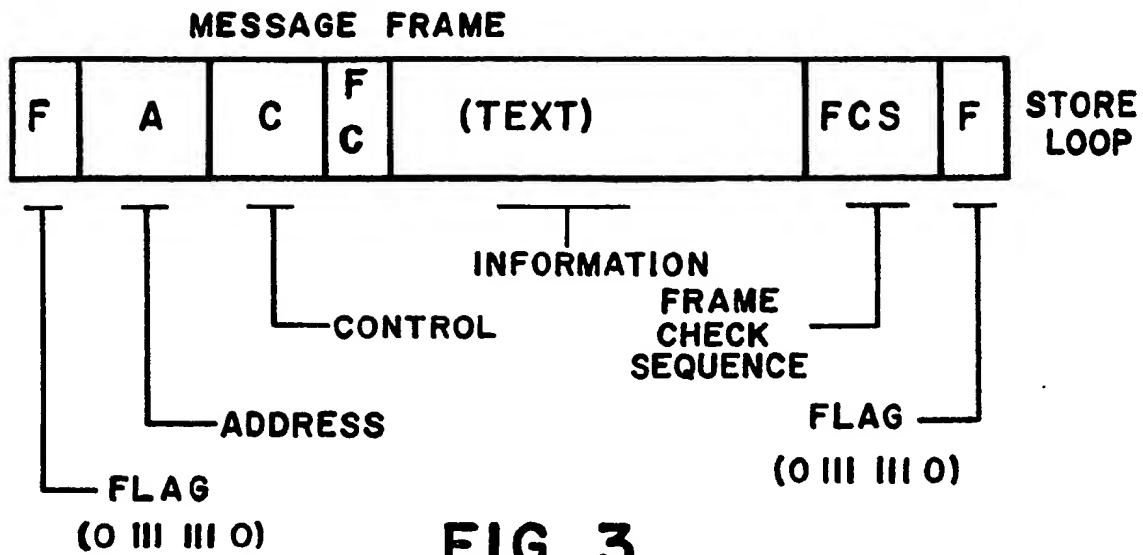 MESSAGE FRAME
F A C F C (TEXT) FCS F
STORE LOOP
INFORMATION
FRAME CHECK SEQUENCE
CONTROL
ADDRESS
FLAG
(0 111 111 0)
FLAG
(0 111 111 0)
FIG. 3